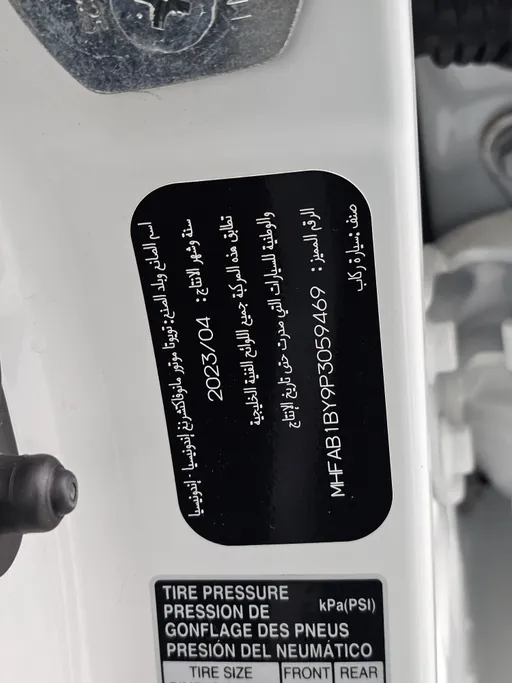 اسم الصانع وبلد الصنع: تويوتا موتور مانوفاكتشرينغ إندونيسيا - إندونيسيا
سنة وشهر الانتاج: 2023/04
تطابق هذه المركبة جميع اللوائح الفنية الخليجية
والوطنية للسيارات التي صدرت حتى تاريخ الإنتاج
الرقم المميز: MHFAB1BY9P3059469
صنف: سيارة ركاب
TIRE PRESSURE
PRESSION DE kPa(PSI)
GONFLAGE DES PNEUS
PRESIÓN DEL NEUMÁTICO
TIRE SIZE FRONT REAR